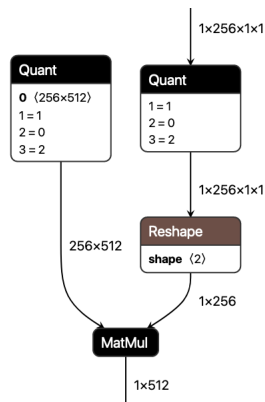 1×256×1×1
Quant
0 ⟨256×512⟩
1 = 1
2 = 0
3 = 2
Quant
1 = 1
2 = 0
3 = 2
1×256×1×1
Reshape
shape ⟨2⟩
256×512
1×256
MatMul
1×512